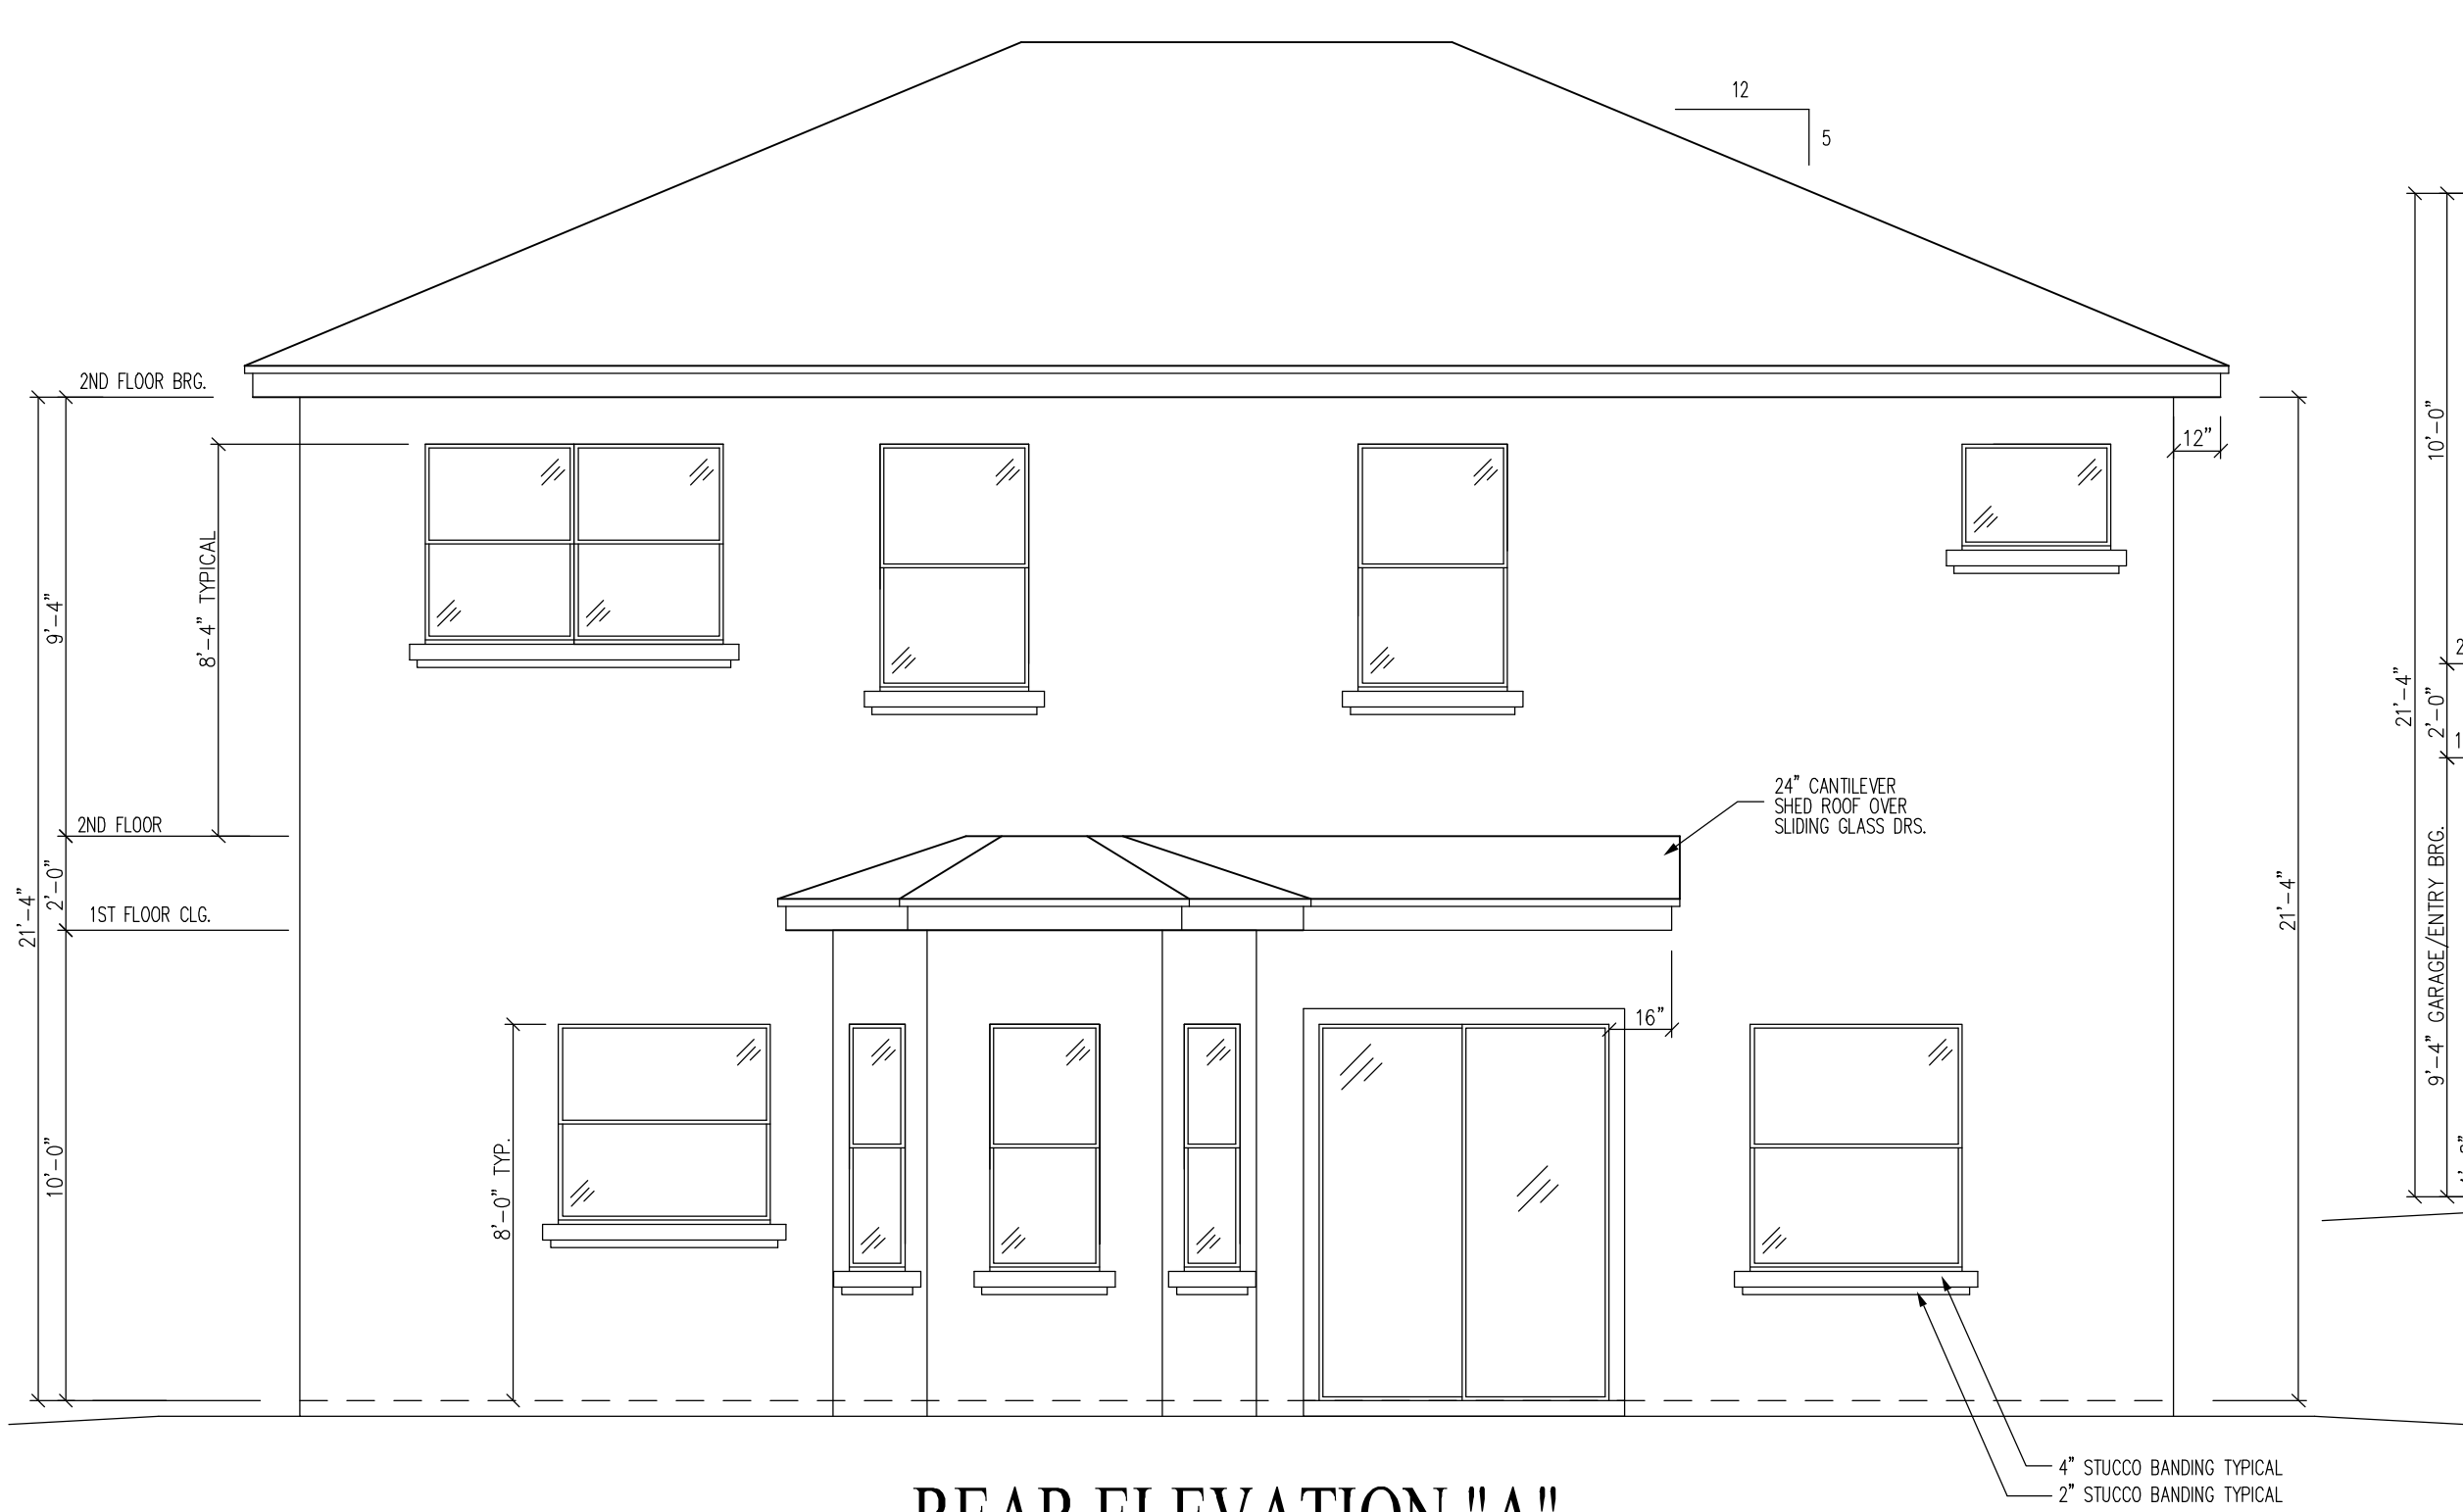 12
5
2ND FLOOR BRG.
12"
10'-0"
8'-4" TYPICAL
9'-4"
21'-4"
2'-0"
24" CANTILEVER
SHED ROOF OVER
SLIDING GLASS DRS.
2ND FLOOR
2'-0"
1ST FLOOR CLG.
21'-4"
21'-4"
9'-4" GARAGE/ENTRY BRG.
16"
8'-0" TYP.
10'-0"
4" STUCCO BANDING TYPICAL
2" STUCCO BANDING TYPICAL
REAR ELEVATION "A"